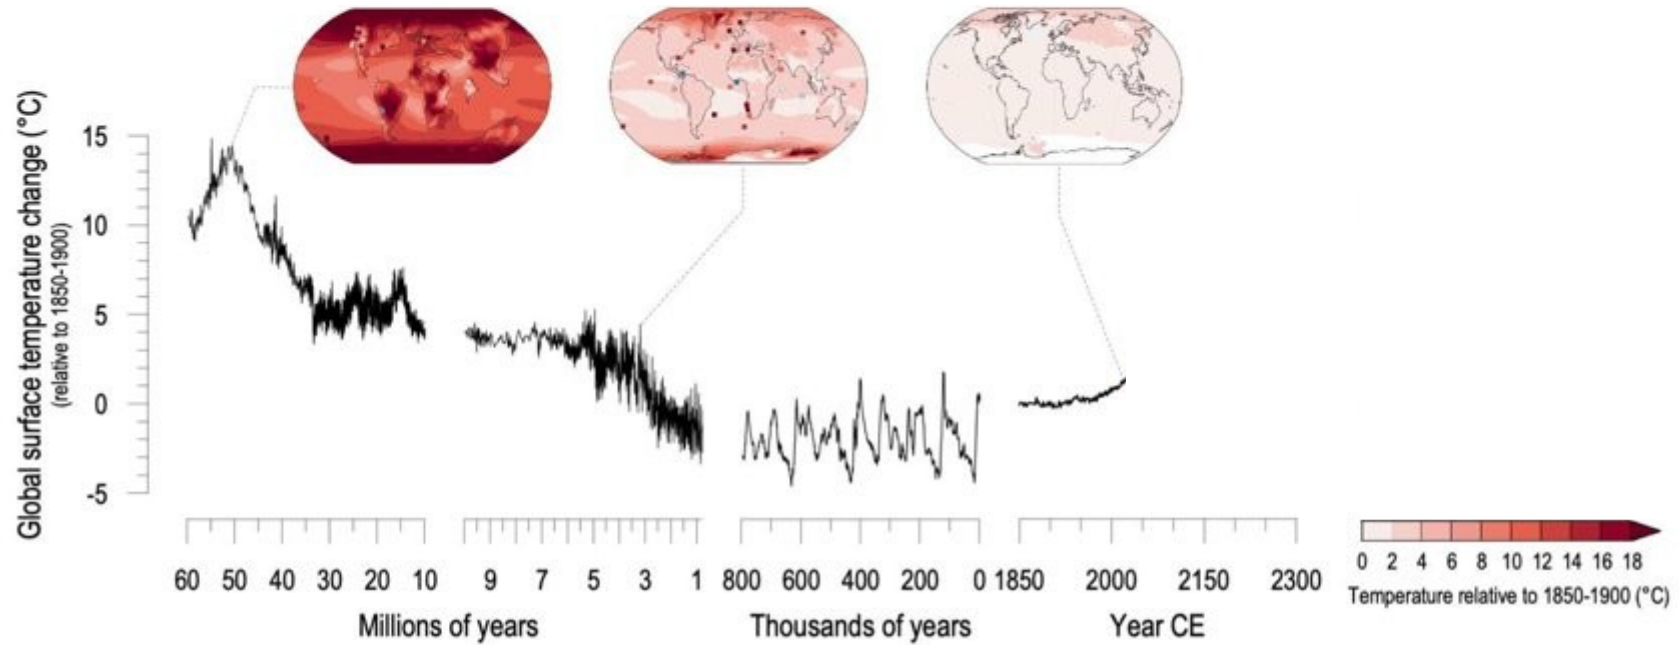 Global surface temperature change (°C)
(relative to 1850-1900)
15
10
5
0
-5
60 50 40 30 20 10
9 7 5 3 1
800 600 400 200 0
1850 2000 2150 2300
Millions of years
Thousands of years
Year CE
0 2 4 6 8 10 12 14 16 18
Temperature relative to 1850-1900 (°C)